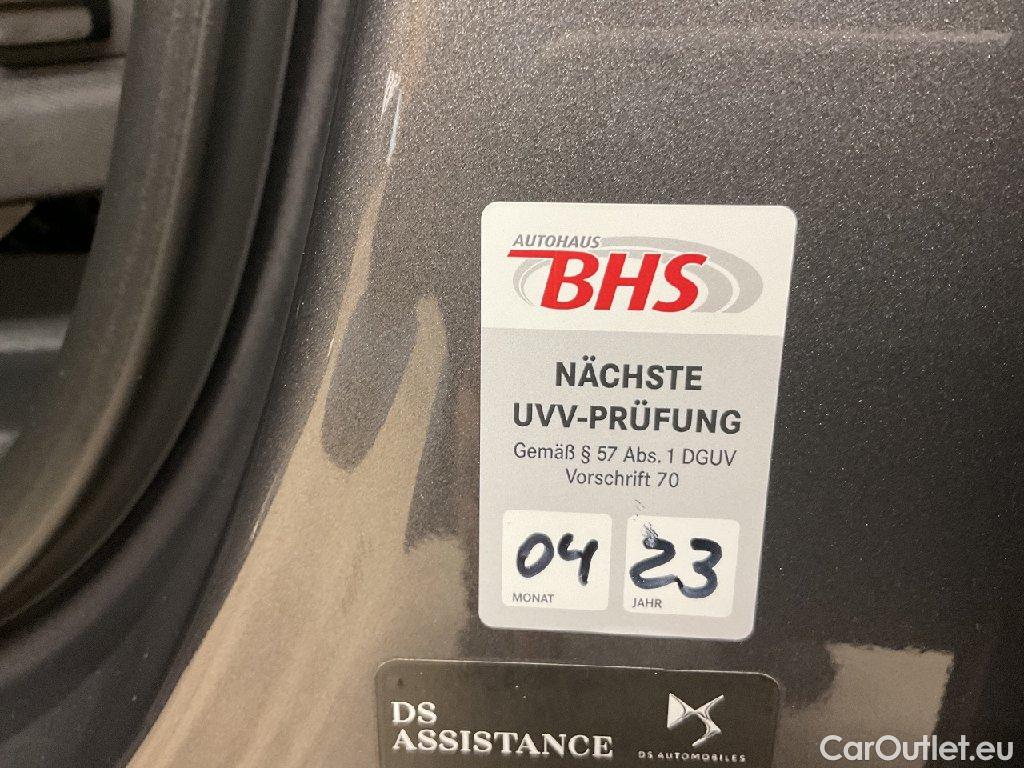 AUTOHAUS
BHS
NÄCHSTE
UVV-PRÜFUNG
Gemäß § 57 Abs. 1 DGUV
Vorschrift 70
04 23
MONAT JAHR
DS
ASSISTANCE
DS AUTOMOBILES
CarOutlet.eu